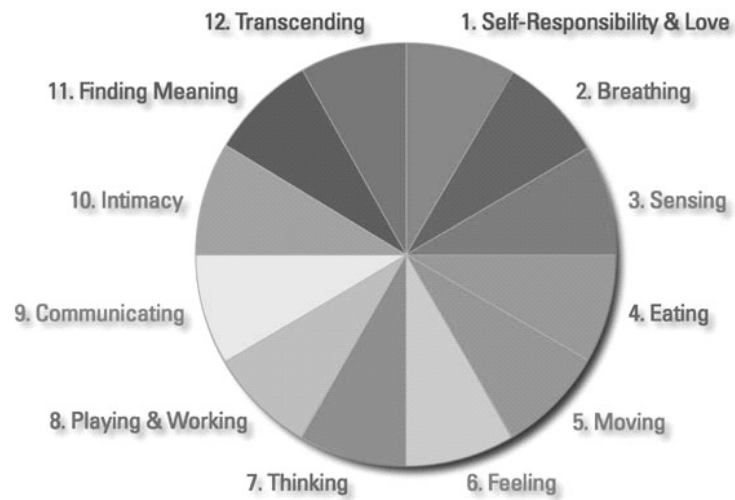 12. Transcending
1. Self-Responsibility & Love
11. Finding Meaning
2. Breathing
10. Intimacy
3. Sensing
9. Communicating
4. Eating
8. Playing & Working
5. Moving
7. Thinking
6. Feeling